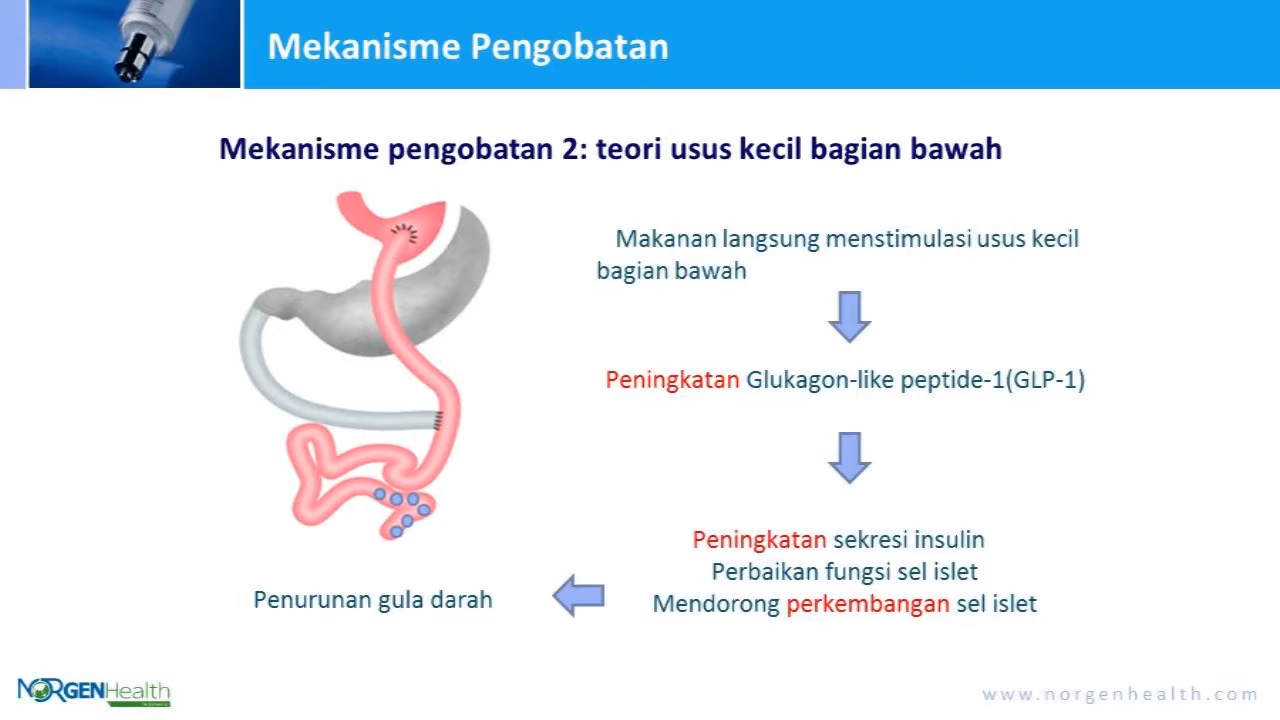 Mekanisme Pengobatan
Mekanisme pengobatan 2: teori usus kecil bagian bawah
Makanan langsung menstimulasi usus kecil
bagian bawah
Peningkatan Glukagon-like peptide-1(GLP-1)
Peningkatan sekresi insulin
Perbaikan fungsi sel islet
Mendorong perkembangan sel islet
Penurunan gula darah
NORGENHealth
www.norgenhealth.com